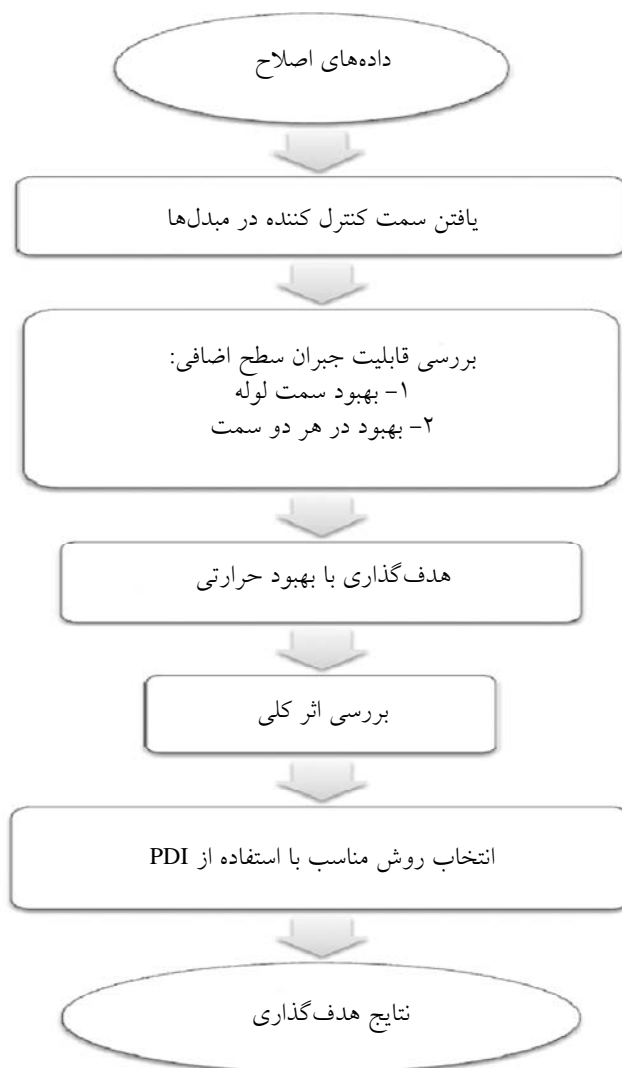 داده‌های اصلاح
یافتن سمت کنترل کننده در مبدل‌ها
بررسی قابلیت جبران سطح اضافی:
۱- بهبود سمت لوله
۲- بهبود در هر دو سمت
هدف‌گذاری با بهبود حرارتی
بررسی اثر کلی
انتخاب روش مناسب با استفاده از PDI
نتایج هدف‌گذاری